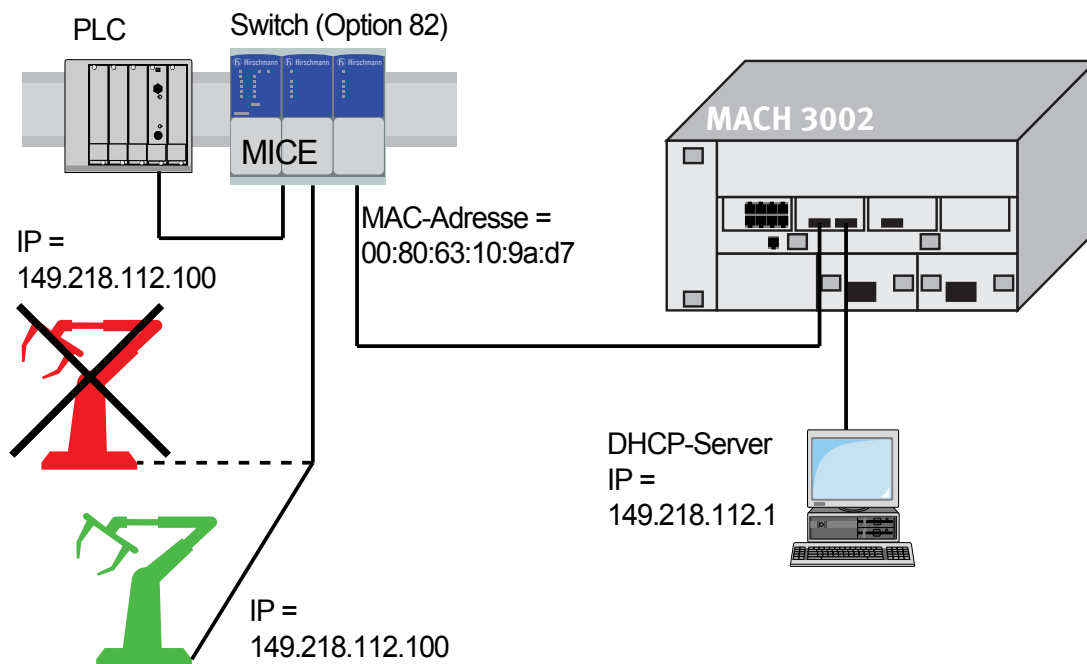 PLC
Switch (Option 82)
Hirschmann
Hirschmann
Hirschmann
MICE
MACH 3002
MAC-Adresse =
00:80:63:10:9a:d7
IP =
149.218.112.100
DHCP-Server
IP =
149.218.112.1
IP =
149.218.112.100